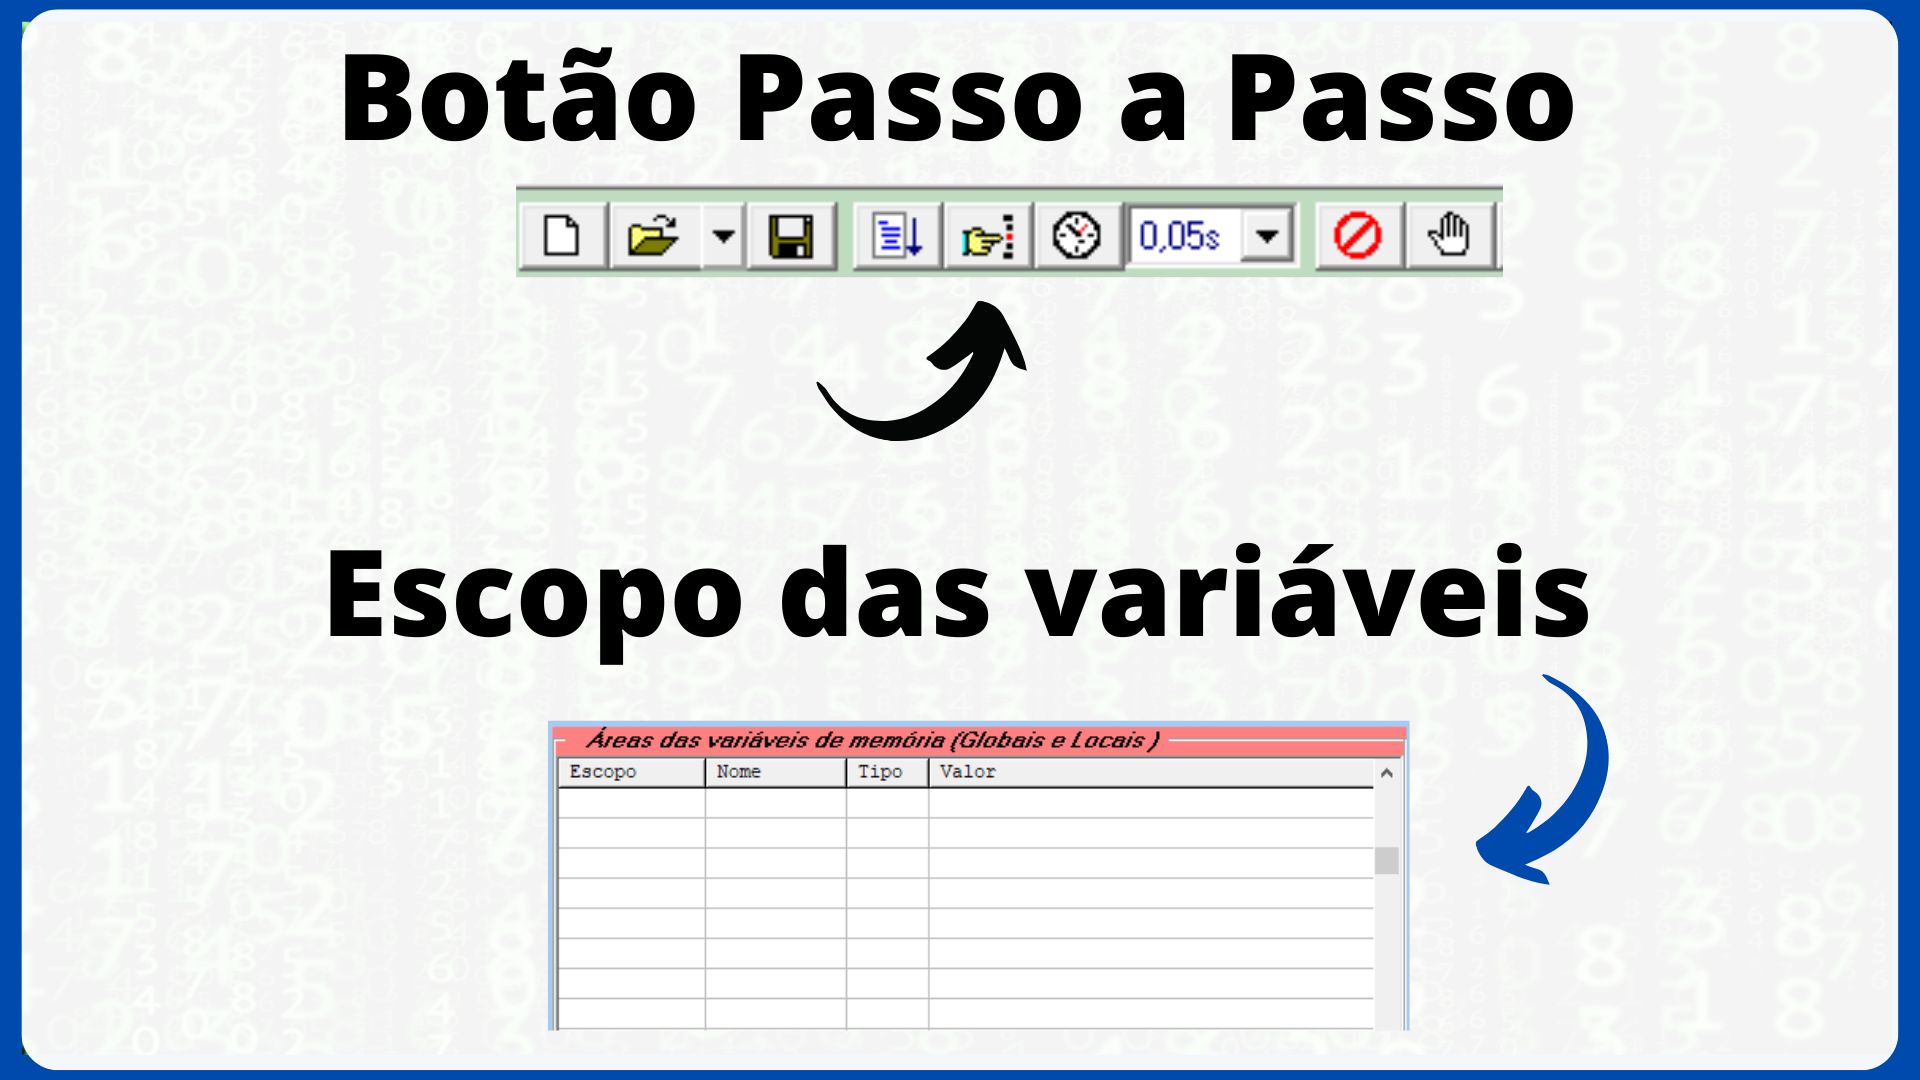 Botão Passo a Passo
0,05s
Escopo das variáveis
Áreas das variáveis de memória (Globais e Locais )
Escopo Nome Tipo Valor